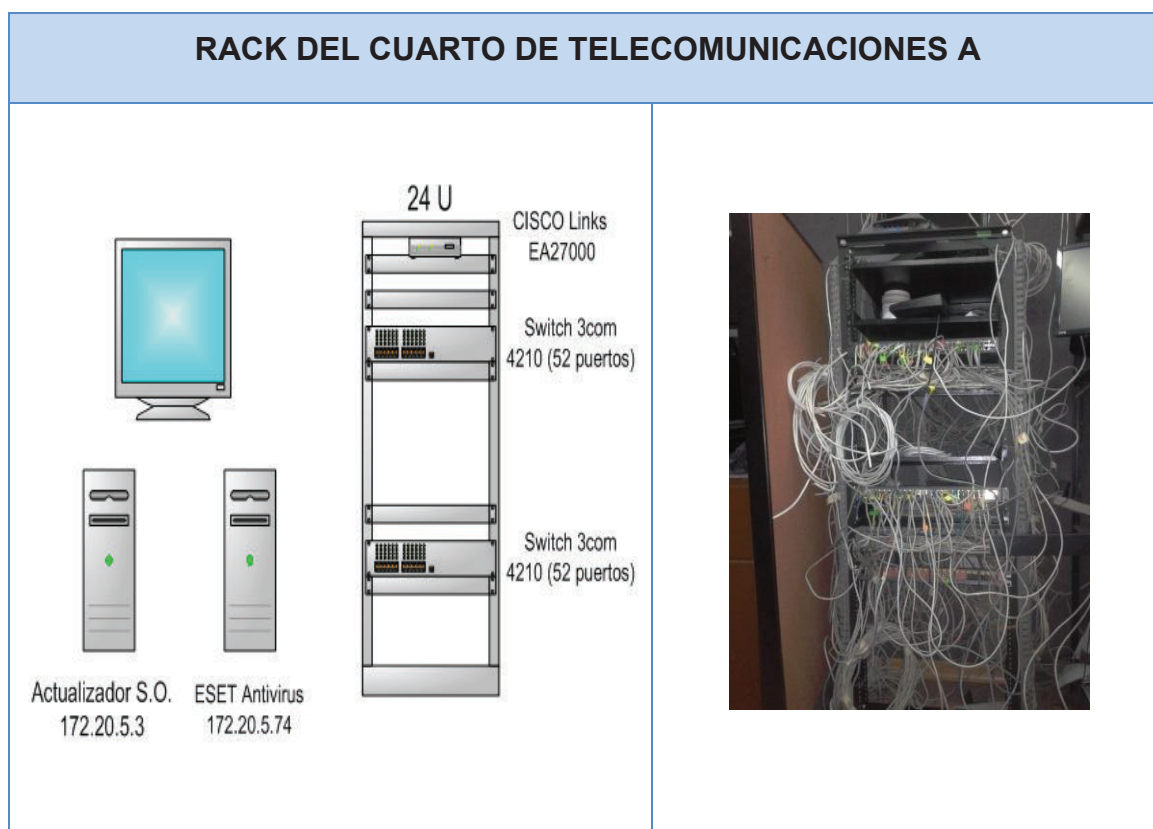 RACK DEL CUARTO DE TELECOMUNICACIONES A
24 U
CISCO Links
EA27000
Switch 3com
4210 (52 puertos)
Switch 3com
4210 (52 puertos)
Actualizador S.O.
172.20.5.3
ESET Antivirus
172.20.5.74